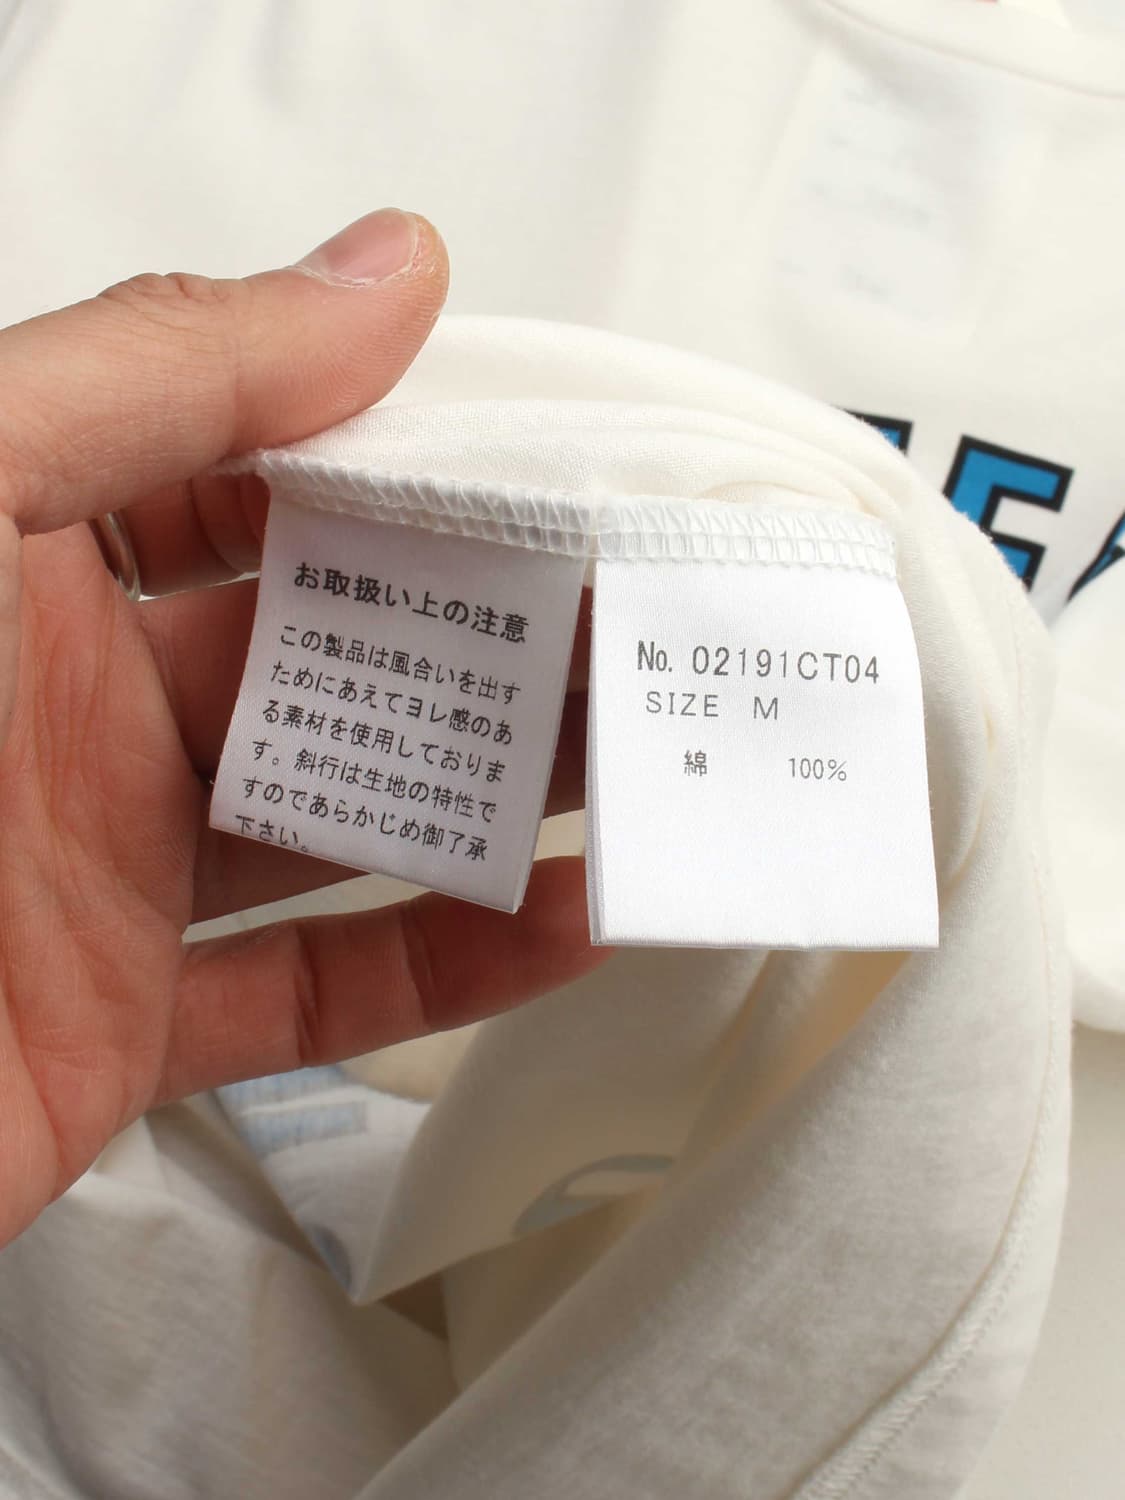 お取扱い上の注意
この製品は風合いを出す
ためにあえてヨレ感のあ
る素材を使用しておりま
す。斜行は生地の特性で
すのであらかじめ御了承
下さい。
No. 02191CT04
SIZE M
綿 100%